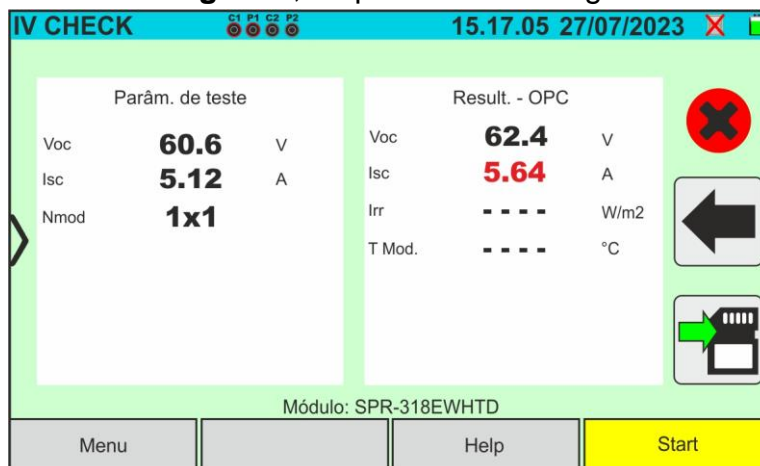 IV CHECK C1 P1 C2 P2 15.17.05 27/07/2023
Parâm. de teste
Voc 60.6 V
Isc 5.12 A
Nmod 1x1
Result. - OPC
Voc 62.4 V
Isc 5.64 A
Irr - - - - W/m2
T Mod. - - - - °C
Módulo: SPR-318EWHTD
Menu Help Start